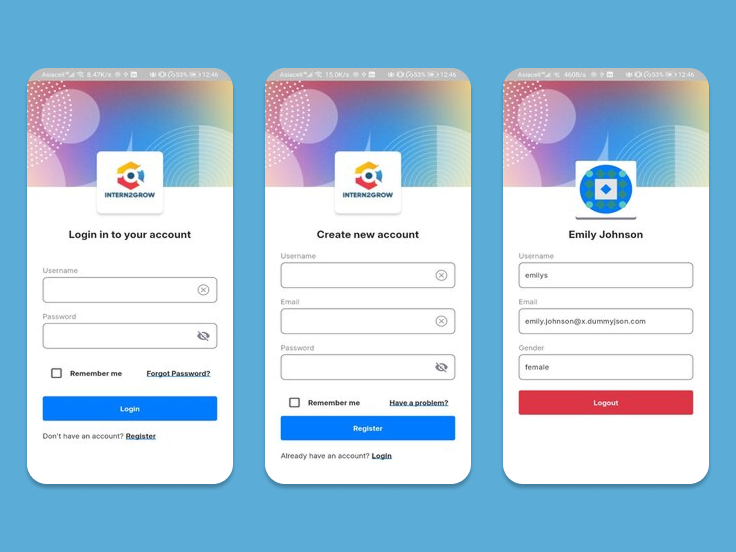 Asiacell 8.47K/s 53% 12:46
INTERN2GROW
Login in to your account
Username
Password
Remember me Forgot Password?
Login
Don't have an account? Register
Asiacell 15.0K/s 53% 12:46
INTERN2GROW
Create new account
Username
Email
Password
Remember me Have a problem?
Register
Already have an account? Login
Asiacell 460B/s 53% 12:46
Emily Johnson
Username
emilys
Email
emily.johnson@x.dummyjson.com
Gender
female
Logout